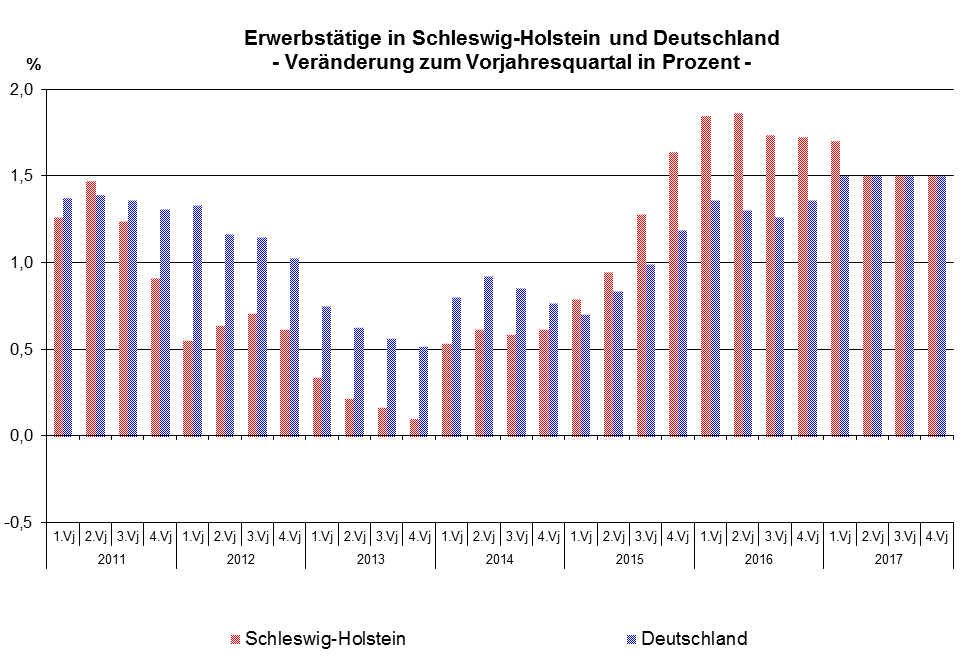 Erwerbstätige in Schleswig-Holstein und Deutschland
- Veränderung zum Vorjahresquartal in Prozent -
%
2,0
1,5
1,0
0,5
0,0
-0,5
1.Vj 2.Vj 3.Vj 4.Vj 1.Vj 2.Vj 3.Vj 4.Vj 1.Vj 2.Vj 3.Vj 4.Vj 1.Vj 2.Vj 3.Vj 4.Vj 1.Vj 2.Vj 3.Vj 4.Vj 1.Vj 2.Vj 3.Vj 4.Vj 1.Vj 2.Vj 3.Vj 4.Vj
2011 2012 2013 2014 2015 2016 2017
Schleswig-Holstein Deutschland